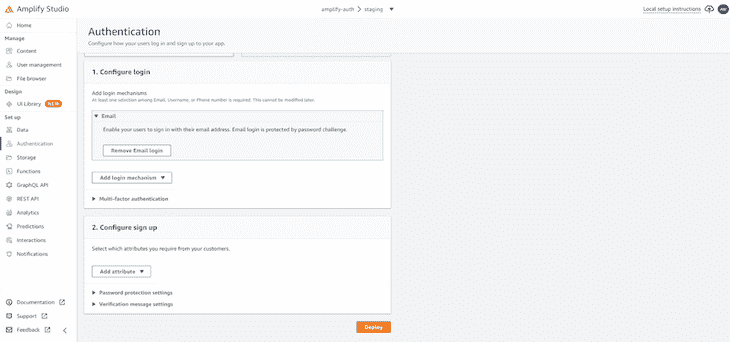 Amplify Studio
amplify-auth > staging
Local setup instructions
Home
Manage
Content
User management
File browser
Design
UI Library NEW
Set up
Data
Authentication
Storage
Functions
GraphQL API
REST API
Analytics
Predictions
Interactions
Notifications
Documentation
Support
Feedback
Authentication
Configure how your users log in and sign up to your app.
1. Configure login
Add login mechanisms
At least one selection among Email, Username, or Phone number is required. This cannot be modified later.
Email
Enable your users to sign in with their email address. Email login is protected by password challenge.
Remove Email login
Add login mechanism
Multi-factor authentication
2. Configure sign up
Select which attributes you require from your customers.
Add attribute
Password protection settings
Verification message settings
Deploy